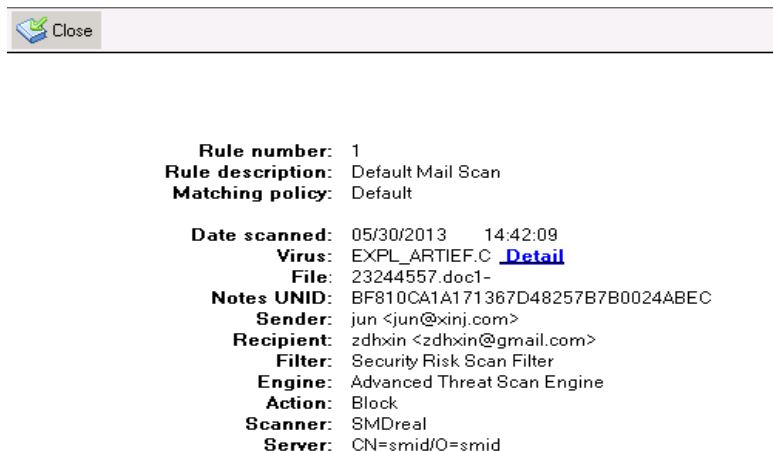 Close
Rule number: 1
Rule description: Default Mail Scan
Matching policy: Default
Date scanned: 05/30/2013 14:42:09
Virus: EXPL_ARTIEF.C Detail
File: 23244557.doc1-
Notes UNID: BF810CA1A171367D48257B7B0024ABEC
Sender: jun <jun@xinj.com>
Recipient: zdhxin <zdhxin@gmail.com>
Filter: Security Risk Scan Filter
Engine: Advanced Threat Scan Engine
Action: Block
Scanner: SMDreal
Server: CN=smid/O=smid